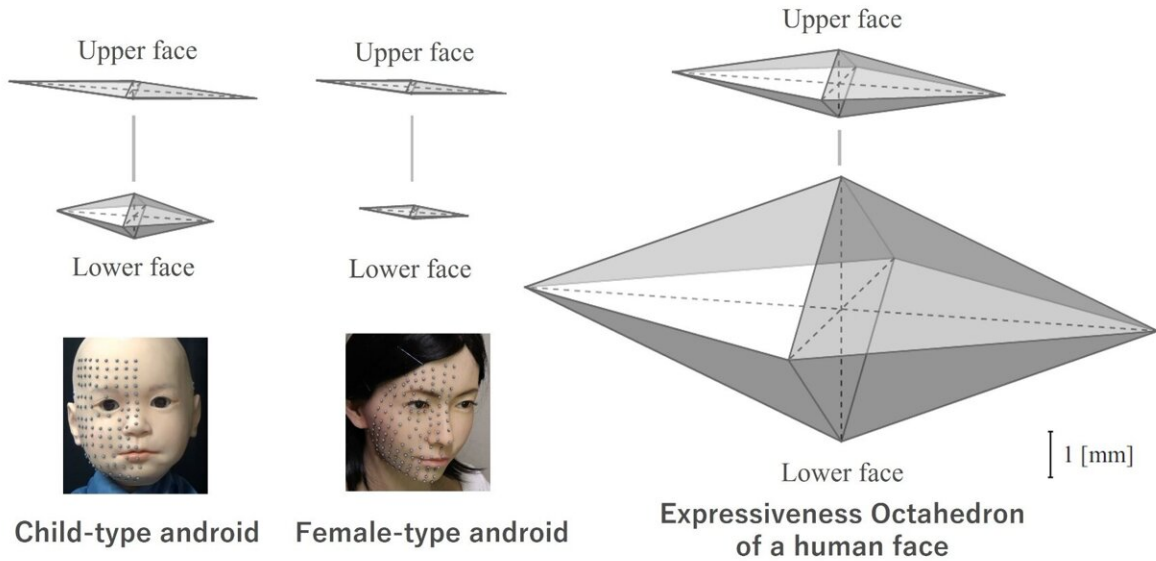 Upper face
Lower face
Child-type android
Upper face
Lower face
Female-type android
Upper face
Lower face
1 [mm]
Expressiveness Octahedron
of a human face